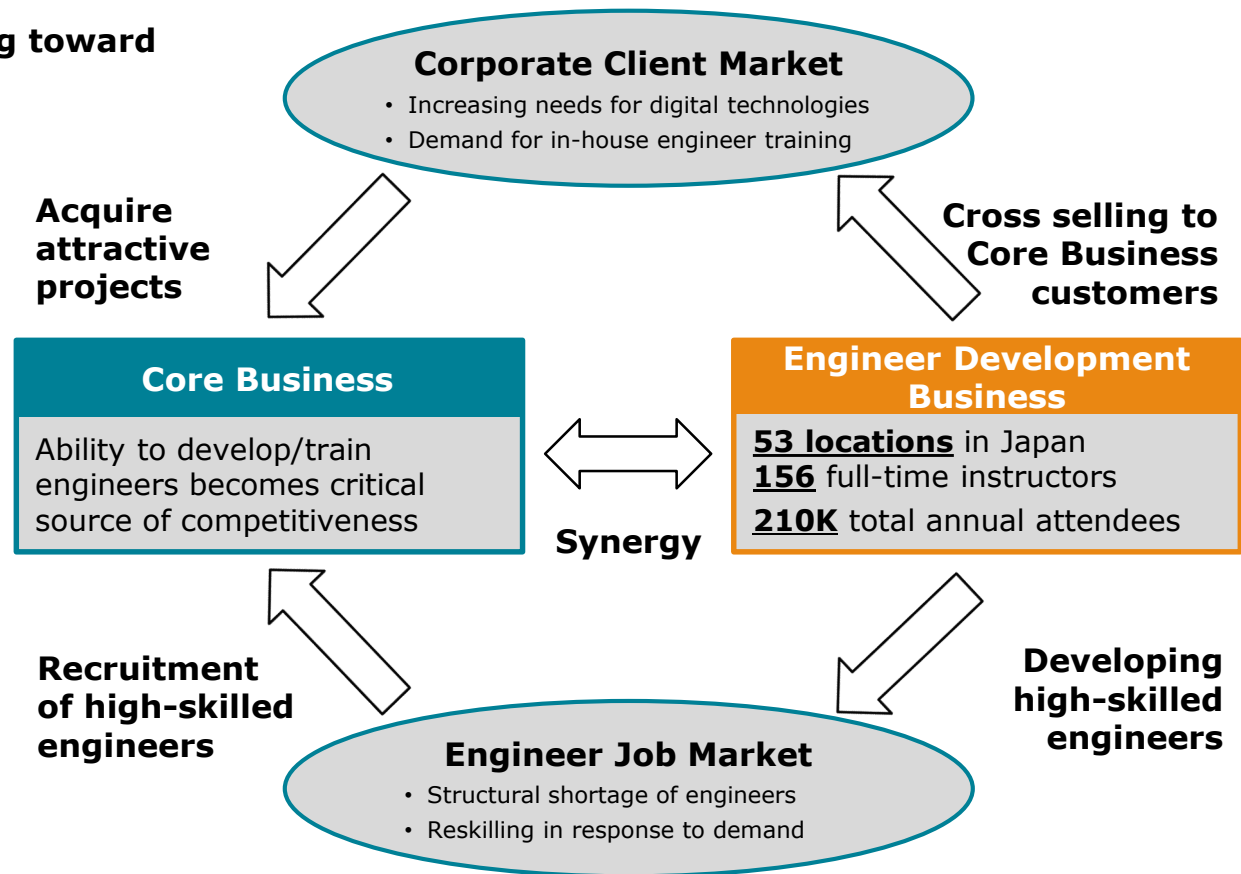 g toward
Corporate Client Market
• Increasing needs for digital technologies
• Demand for in-house engineer training
Acquire
attractive
projects
Cross selling to
Core Business
customers
Core Business
Ability to develop/train
engineers becomes critical
source of competitiveness
Engineer Development
Business
53 locations in Japan
156 full-time instructors
210K total annual attendees
Synergy
Recruitment
of high-skilled
engineers
Developing
high-skilled
engineers
Engineer Job Market
• Structural shortage of engineers
• Reskilling in response to demand